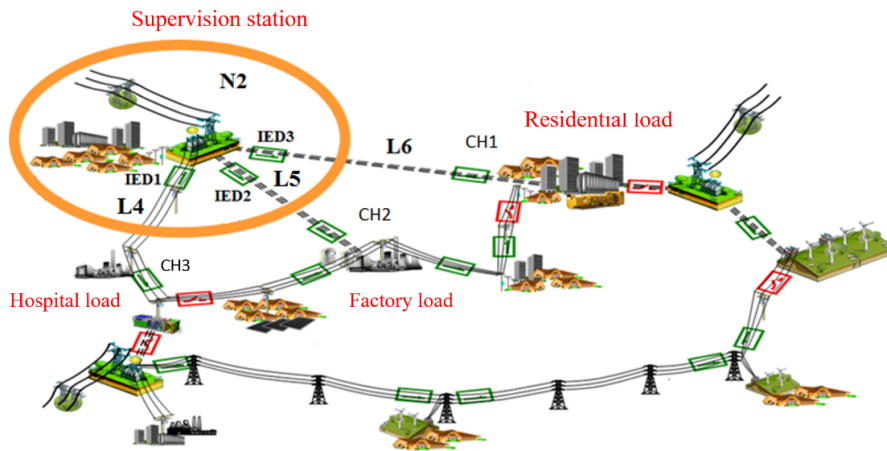 Supervision station
N2
IED3
L6
CH1
Residential load
IED1
IED2
L5
L4
CH2
CH3
Hospital load
Factory load